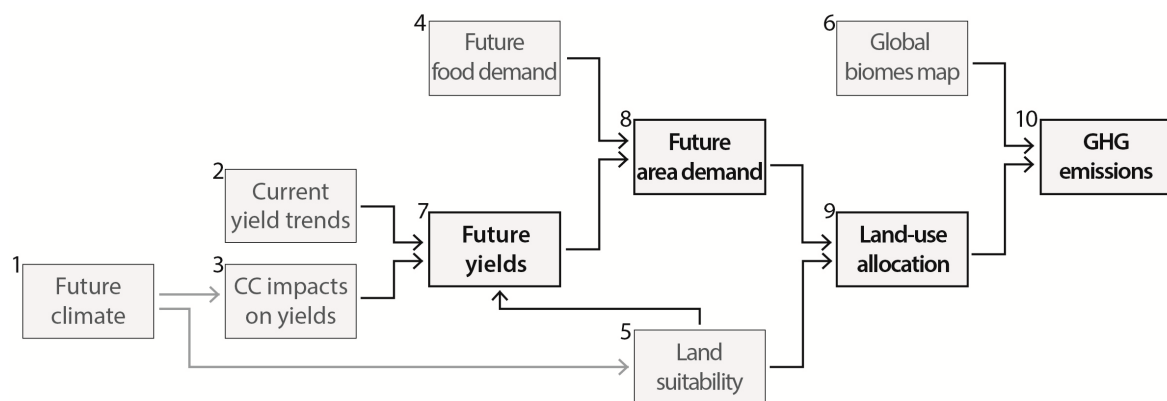 4
Future
food demand
6
Global
biomes map
8
Future
area demand
10
GHG
emissions
2
Current
yield trends
7
Future
yields
9
Land-use
allocation
1
Future
climate
3
CC impacts
on yields
5
Land
suitability